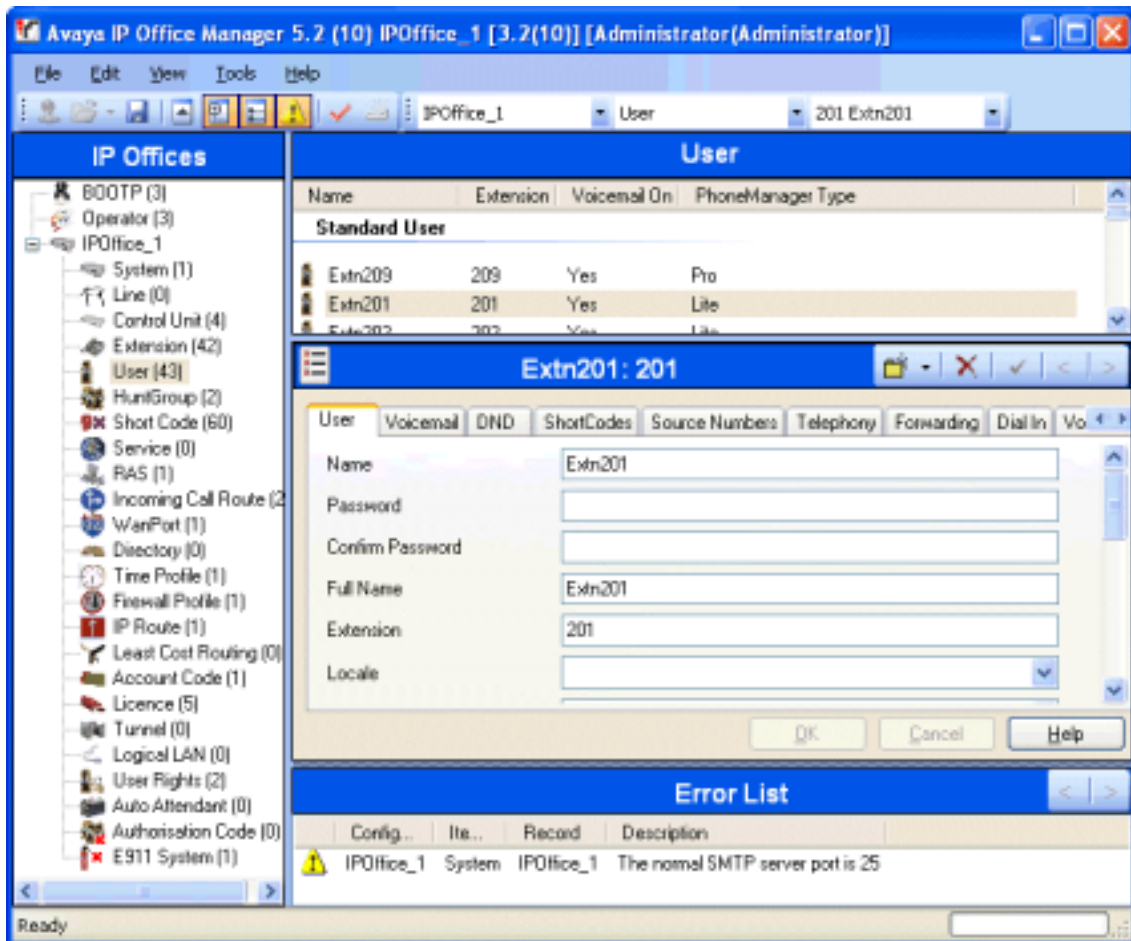 Avaya IP Office Manager 5.2 (10) IPOffice_1 [3.2(10)] [Administrator(Administrator)]
File Edit View Tools Help
IPOffice_1 User 201 Extn201
IP Offices
BOOTP (3)
Operator (3)
IPOffice_1
System (1)
Line (0)
Control Unit (4)
Extension (42)
User (43)
HuntGroup (2)
Short Code (60)
Service (0)
RAS (1)
Incoming Call Route (2
WanPort (1)
Directory (0)
Time Profile (1)
Firewall Profile (1)
IP Route (1)
Least Cost Routing (0)
Account Code (1)
Licence (5)
Tunnel (0)
Logical LAN (0)
User Rights (2)
Auto Attendant (0)
Authorisation Code (0)
E911 System (1)
User
Name Extension Voicemail On PhoneManager Type
Standard User
Extn209 209 Yes Pro
Extn201 201 Yes Lite
Extn201: 201
User Voicemail DND ShortCodes Source Numbers Telephony Forwarding Dial In Vo
Name Extn201
Password
Confirm Password
Full Name Extn201
Extension 201
Locale
OK Cancel Help
Error List
Config... Ite... Record Description
IPOffice_1 System IPOffice_1 The normal SMTP server port is 25
Ready